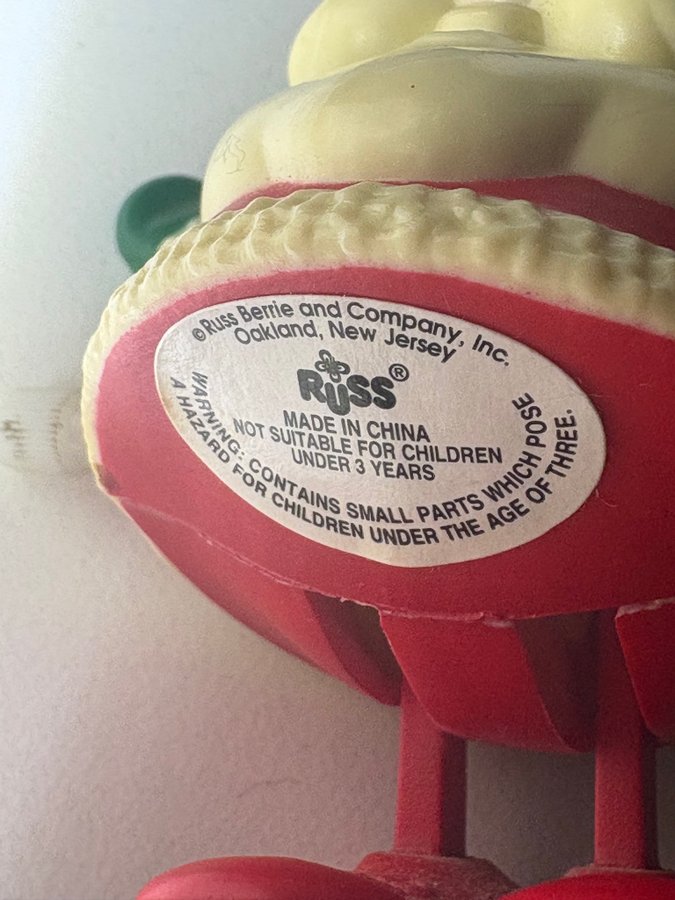 ©Russ Berrie and Company, Inc.
Oakland, New Jersey
RUSS®
MADE IN CHINA
NOT SUITABLE FOR CHILDREN
UNDER 3 YEARS
WARNING: CONTAINS SMALL PARTS WHICH POSE
A HAZARD FOR CHILDREN UNDER THE AGE OF THREE.